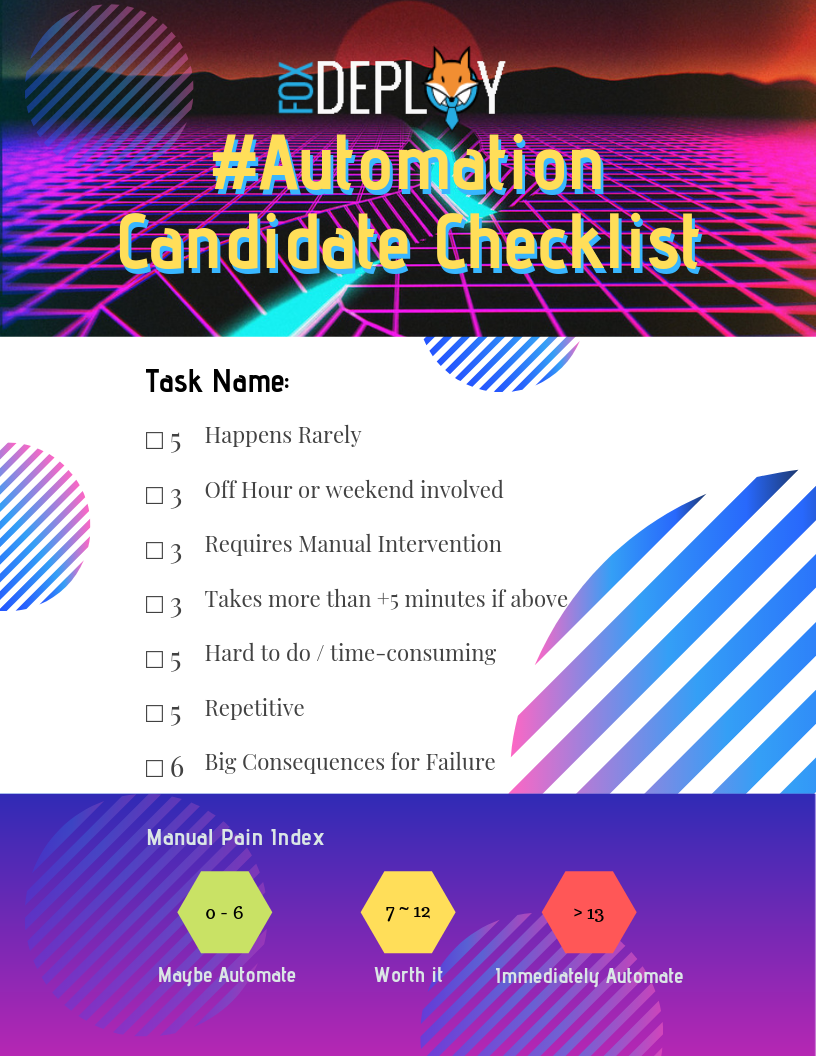 FOX DEPLOY
#Automation
Candidate Checklist
Task Name:
5 Happens Rarely
3 Off Hour or weekend involved
3 Requires Manual Intervention
3 Takes more than +5 minutes if above
5 Hard to do / time-consuming
5 Repetitive
6 Big Consequences for Failure
Manual Pain Index
0 - 6 7 ~ 12 > 13
Maybe Automate Worth it Immediately Automate